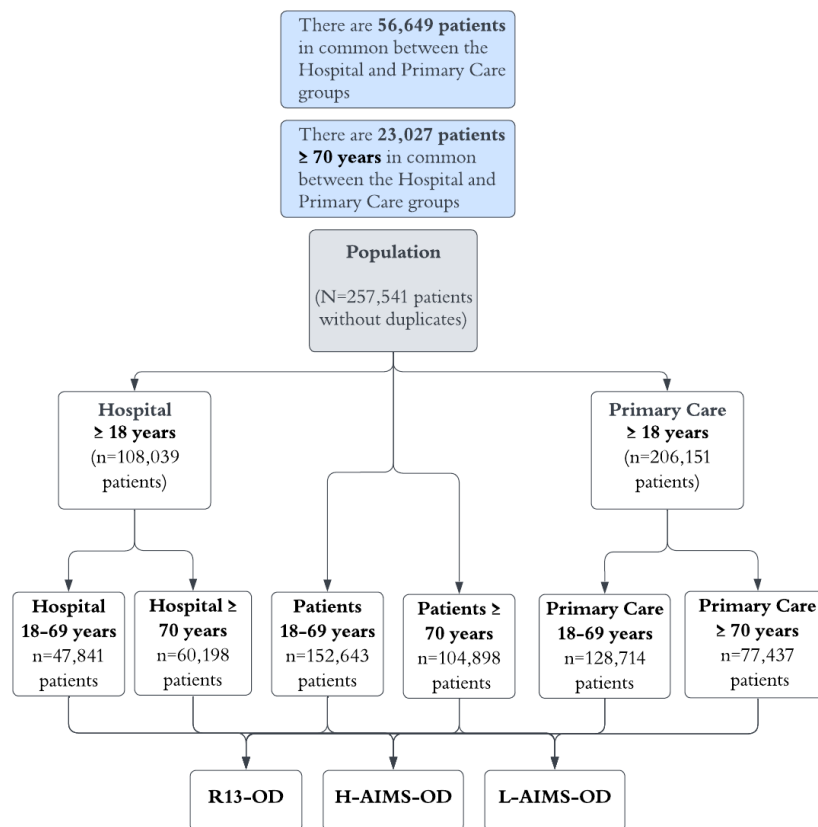 There are 56,649 patients
in common between the
Hospital and Primary Care
groups
There are 23,027 patients
≥ 70 years in common
between the Hospital and
Primary Care groups
Population
(N=257,541 patients
without duplicates)
Hospital
≥ 18 years
(n=108,039
patients)
Primary Care
≥ 18 years
(n=206,151
patients)
Hospital
18-69 years
n=47,841
patients
Hospital ≥
70 years
n=60,198
patients
Patients
18-69 years
n=152,643
patients
Patients ≥
70 years
n=104,898
patients
Primary Care
18-69 years
n=128,714
patients
Primary Care
≥ 70 years
n=77,437
patients
R13-OD
H-AIMS-OD
L-AIMS-OD